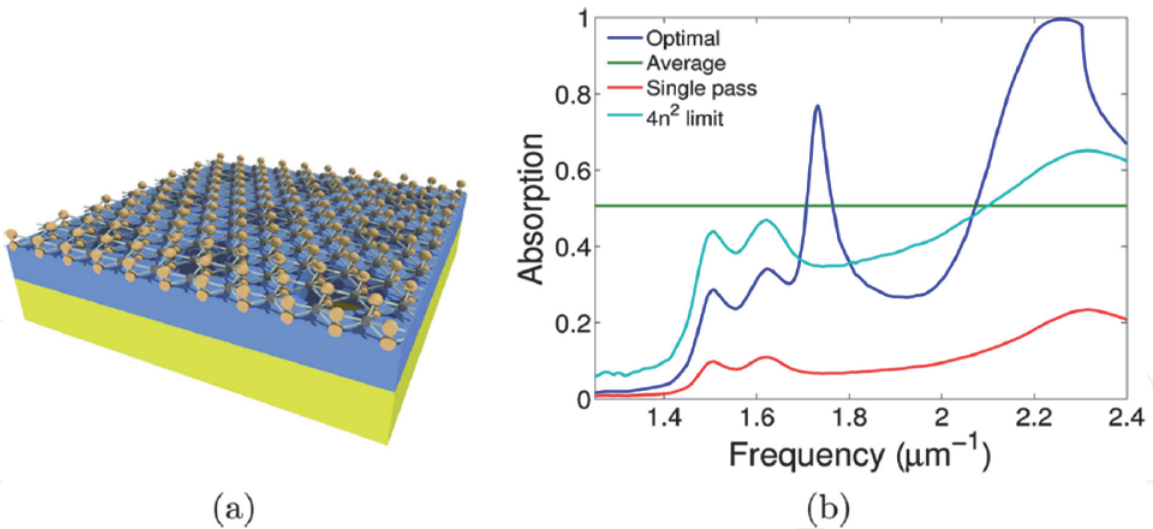 1
0.8
0.6
0.4
0.2
0
Absorption
Optimal
Average
Single pass
4n² limit
1.4 1.6 1.8 2 2.2 2.4
Frequency (μm⁻¹)
(a) (b)